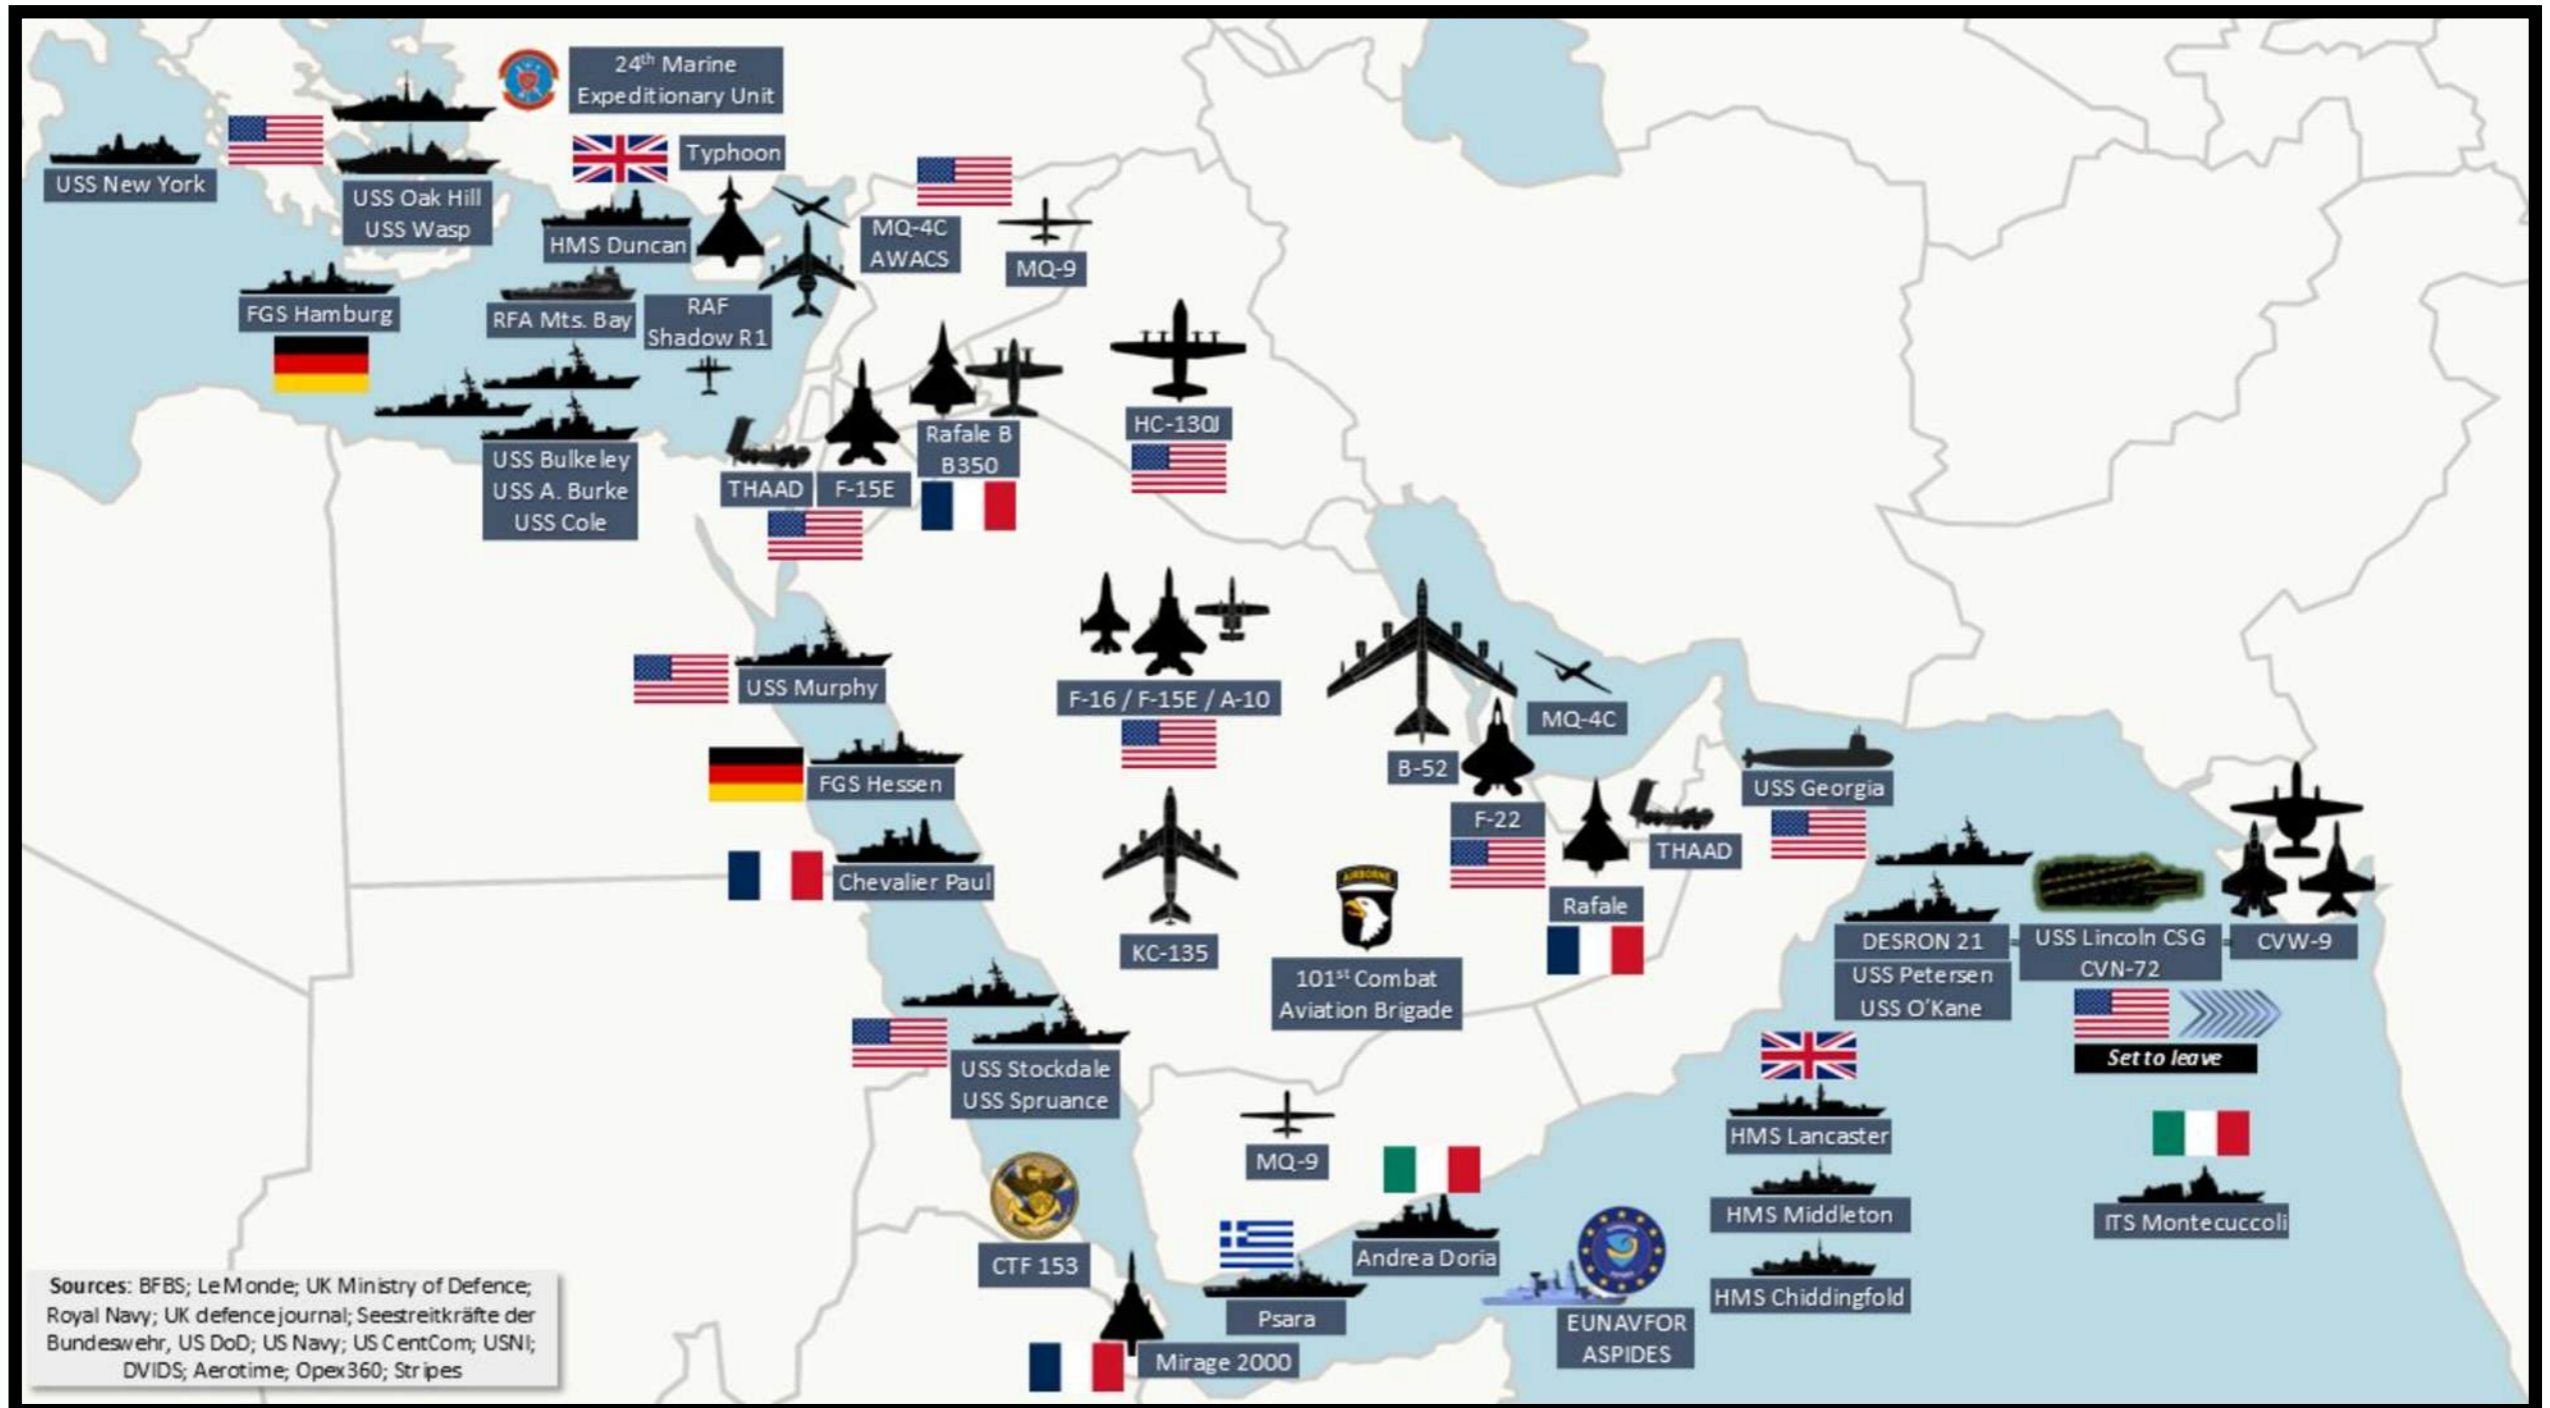 24th Marine
Expeditionary Unit
Typhoon
USS New York
USS Oak Hill
USS Wasp
HMS Duncan
MQ-4C
AWACS
MQ-9
FGS Hamburg
RFA Mts. Bay
RAF
Shadow R1
HC-130J
Rafale B
B350
USS Bulkeley
USS A. Burke
USS Cole
THAAD
F-15E
USS Murphy
F-16 / F-15E / A-10
MQ-4C
B-52
FGS Hessen
USS Georgia
F-22
THAAD
Chevalier Paul
AIRBORNE
Rafale
KC-135
DESRON 21
USS Petersen
USS O'Kane
USS Lincoln CSG
CVN-72
CVW-9
101st Combat
Aviation Brigade
Set to leave
USS Stockdale
USS Spruance
HMS Lancaster
MQ-9
HMS Middleton
ITS Montecuccoli
CTF 153
Andrea Doria
HMS Chiddingfold
Psara
EUNAVFOR
ASPIDES
Mirage 2000
Sources: BFBS; Le Monde; UK Ministry of Defence;
Royal Navy; UK defence journal; Seestreitkräfte der
Bundeswehr, US DoD; US Navy; US CentCom; USNI;
DVIDS; Aerotime; Opex360; Stripes